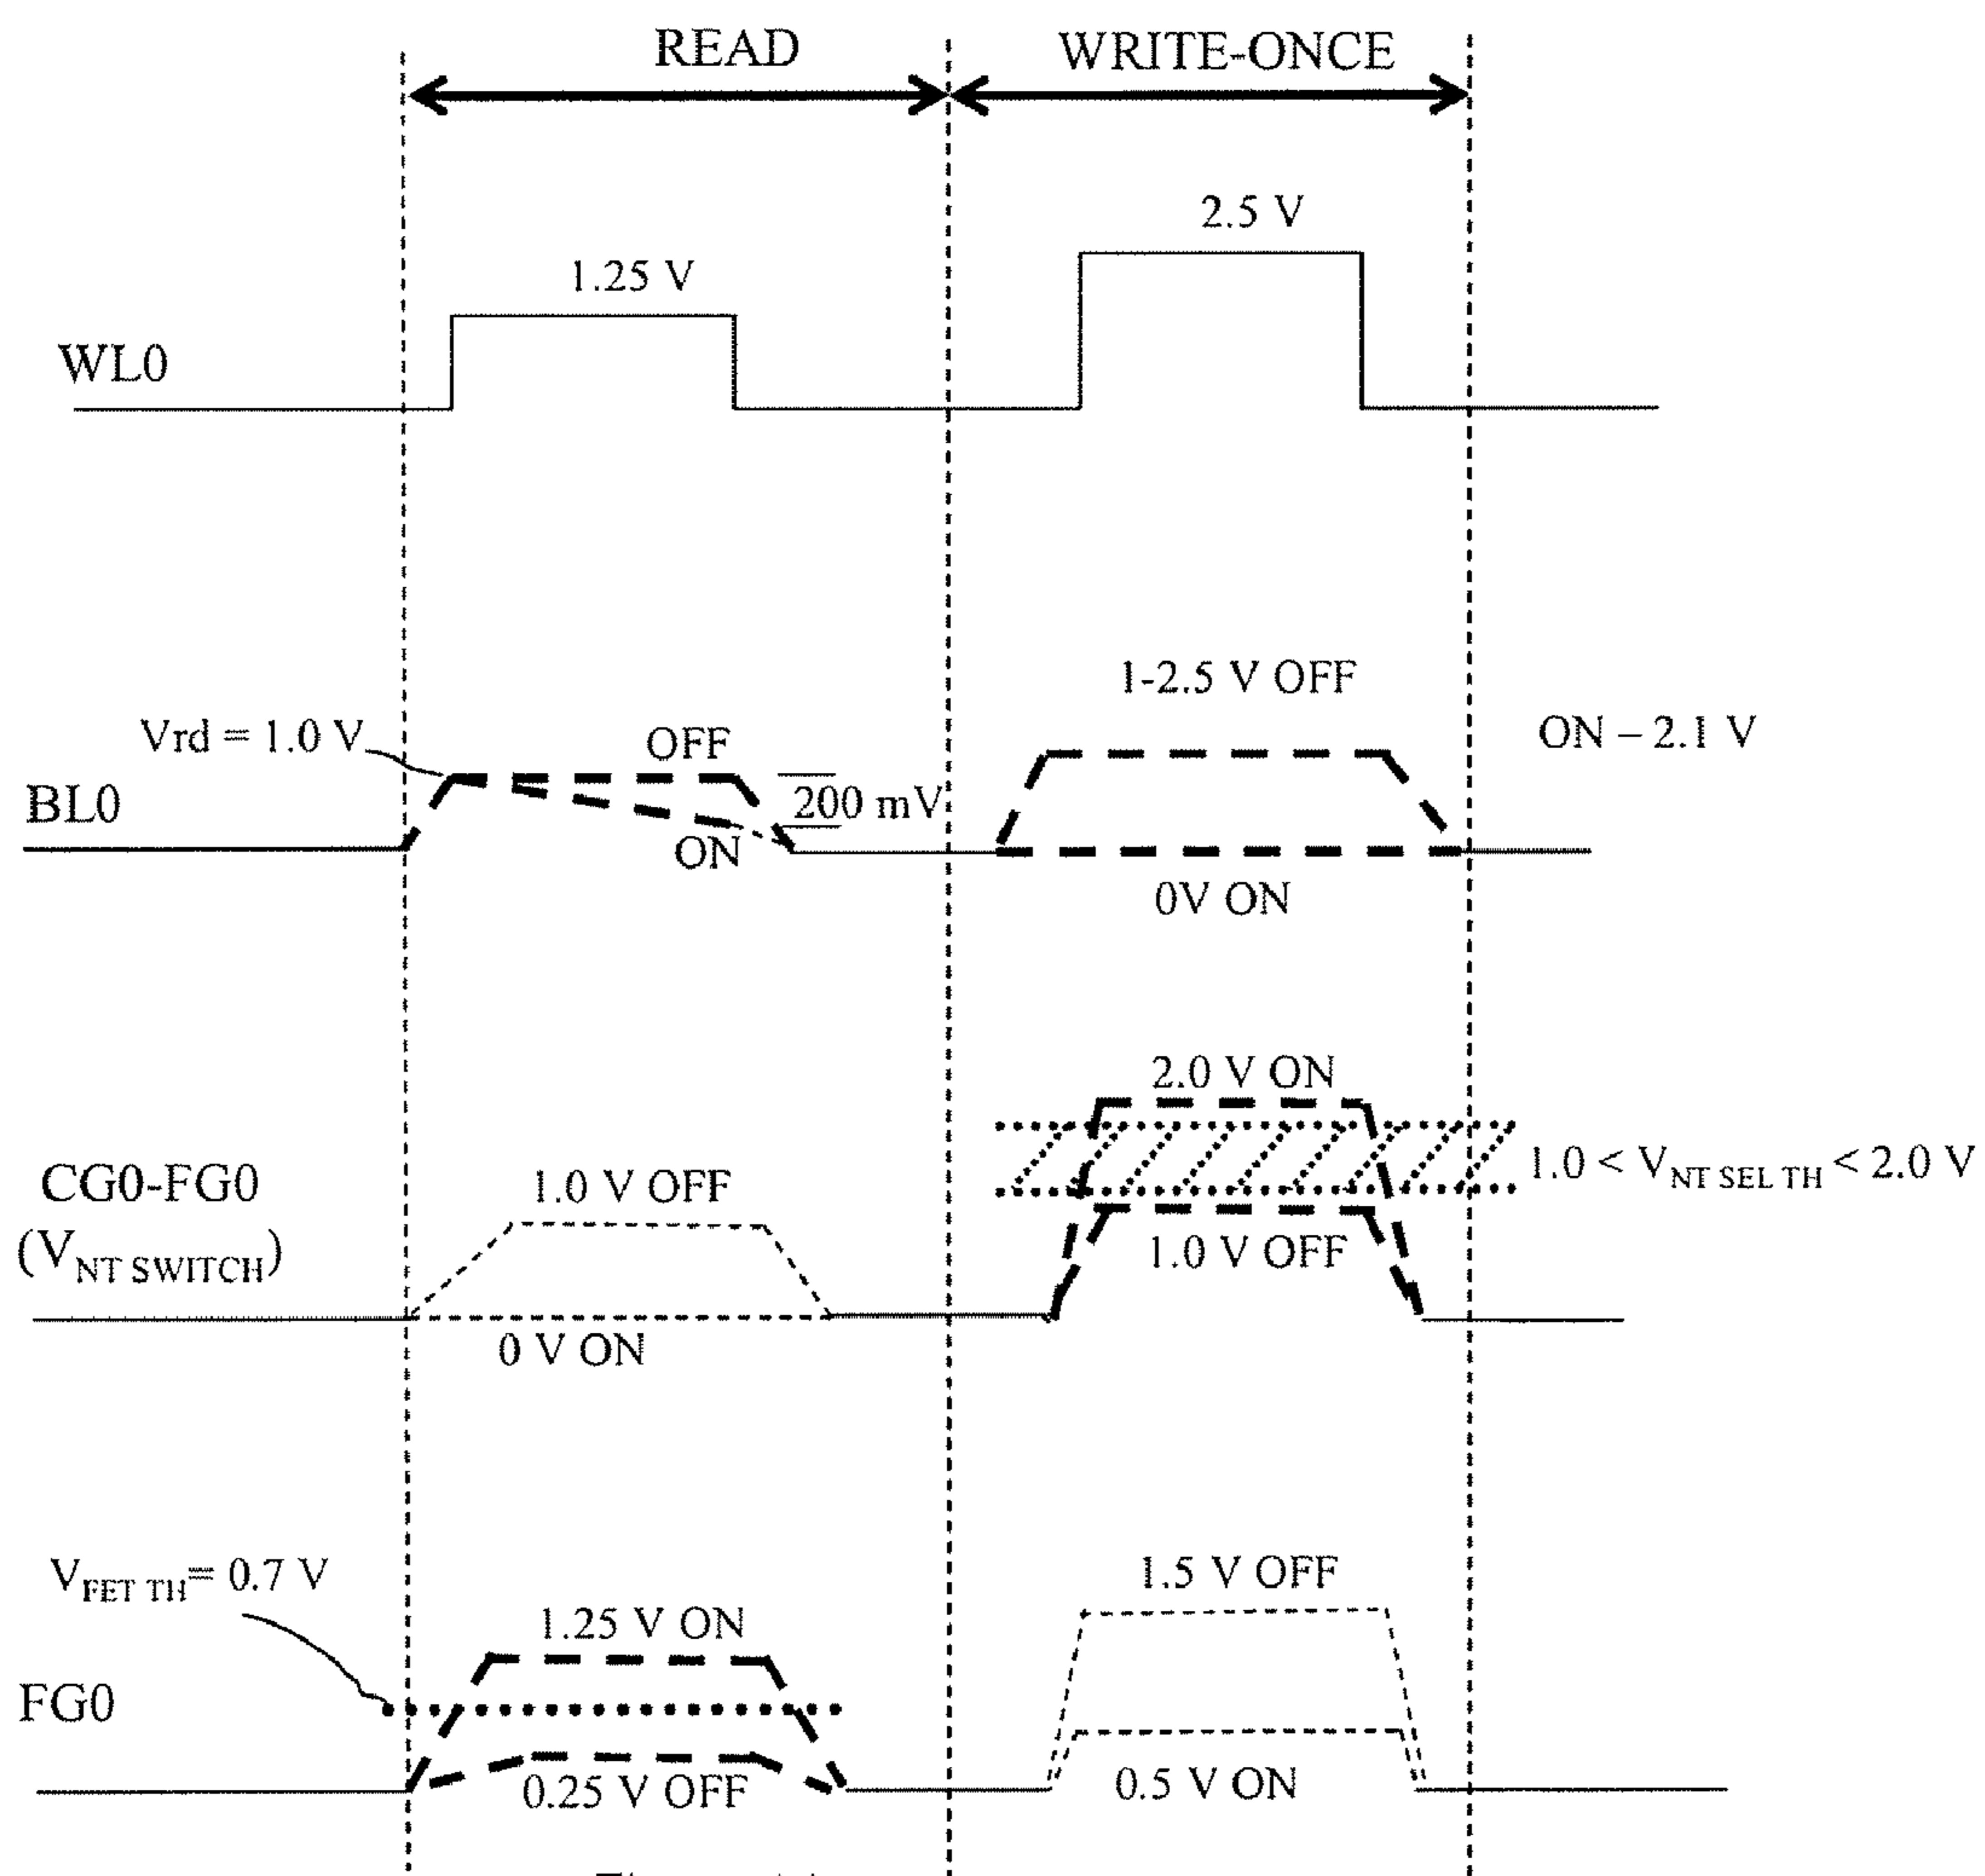 READ
WRITE-ONCE
2.5 V
1.25 V
WL0
1-2.5 V OFF
Vrd = 1.0 V
OFF
ON – 2.1 V
BL0
200 mV
ON
0V ON
2.0 V ON
CG0-FG0
1.0 V OFF
1.0 < VNT SEL TH < 2.0 V
(VNT SWITCH)
1.0 V OFF
0 V ON
VFET TH= 0.7 V
1.5 V OFF
1.25 V ON
FG0
0.25 V OFF
0.5 V ON